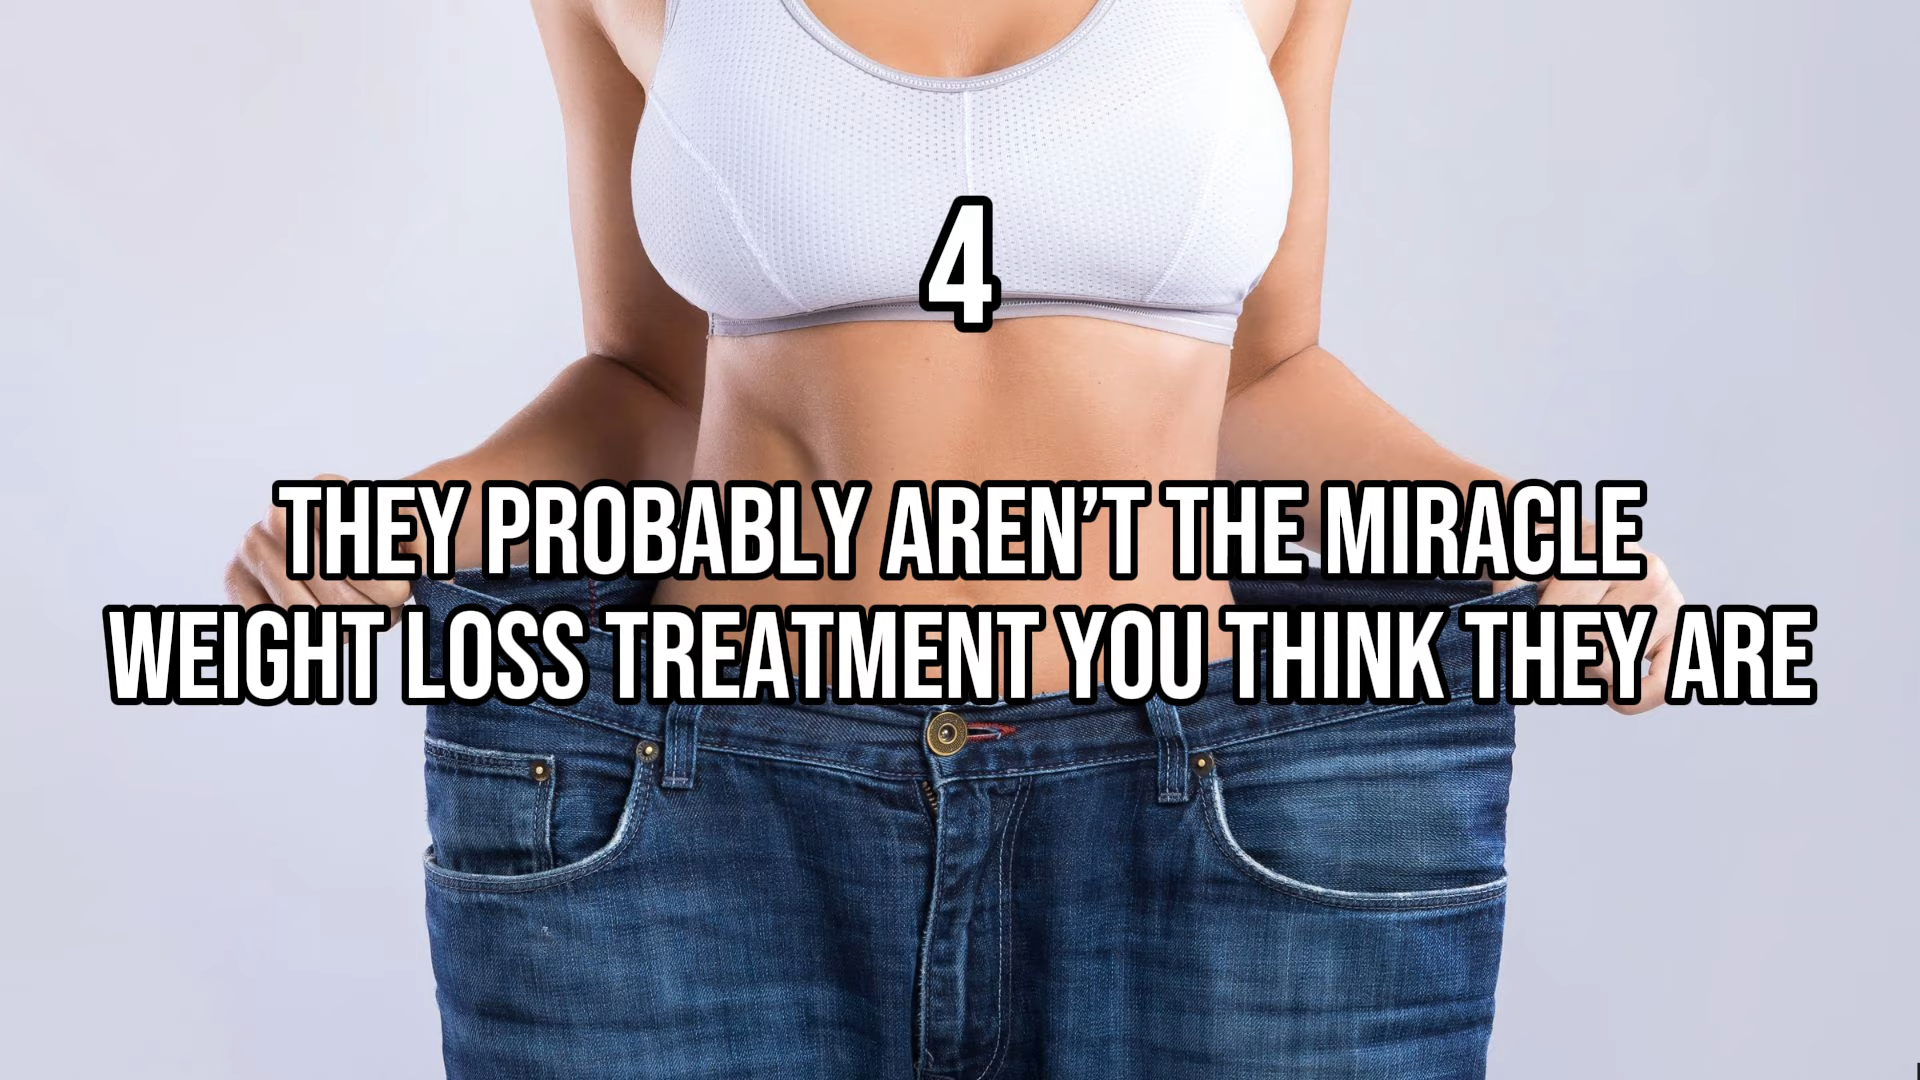 4
THEY PROBABLY AREN’T THE MIRACLE
WEIGHT LOSS TREATMENT YOU THINK THEY ARE